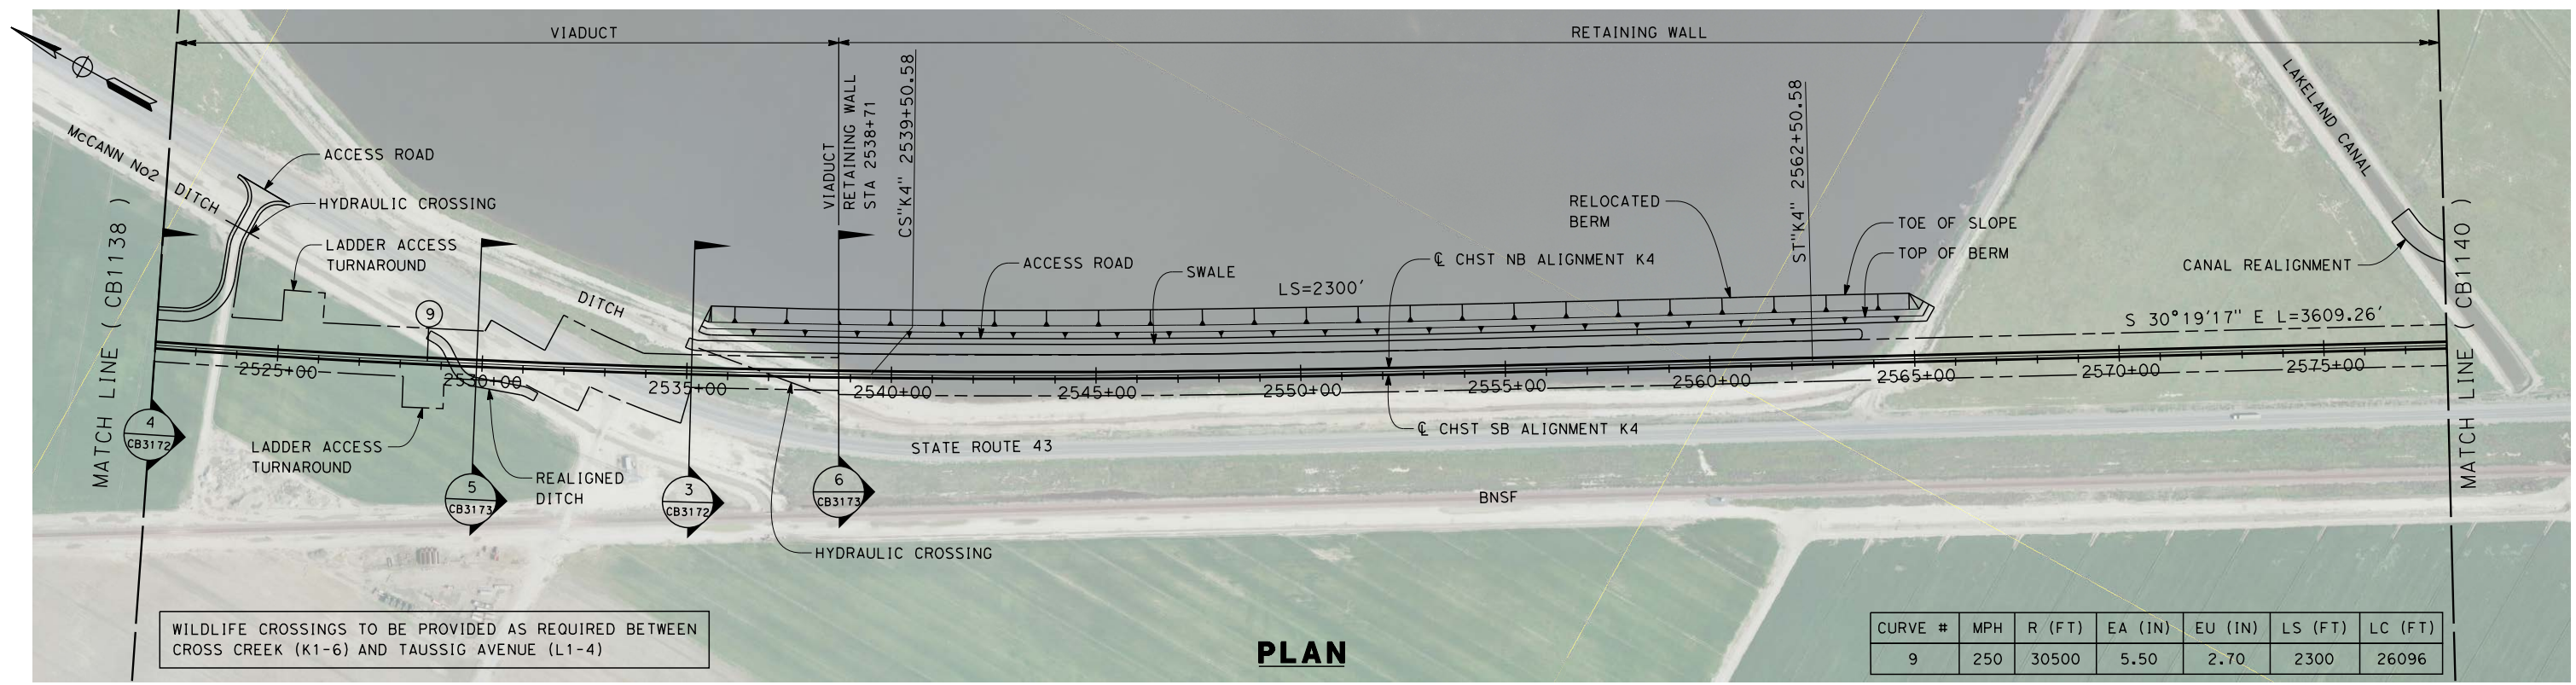 VIADUCT
RETAINING WALL
VIADUCT
RETAINING WALL
STA 2538+71
CS"K4" 2539+50.58
ST"K4" 2562+50.58
LAKELAND CANAL
McCANN No2 DITCH
ACCESS ROAD
HYDRAULIC CROSSING
LADDER ACCESS
TURNAROUND
MATCH LINE ( CB1138 )
9
DITCH
ACCESS ROAD
SWALE
LS=2300'
℄ CHST NB ALIGNMENT K4
RELOCATED
BERM
TOE OF SLOPE
TOP OF BERM
CANAL REALIGNMENT
S 30°19'17" E L=3609.26'
MATCH LINE ( CB1140 )
2525+00
2530+00
2535+00
2540+00
2545+00
2550+00
2555+00
2560+00
2565+00
2570+00
2575+00
4
CB3172
LADDER ACCESS
TURNAROUND
5
CB3173
REALIGNED
DITCH
3
CB3172
6
CB3173
STATE ROUTE 43
℄ CHST SB ALIGNMENT K4
BNSF
HYDRAULIC CROSSING
WILDLIFE CROSSINGS TO BE PROVIDED AS REQUIRED BETWEEN
CROSS CREEK (K1-6) AND TAUSSIG AVENUE (L1-4)
PLAN
CURVE # MPH R (FT) EA (IN) EU (IN) LS (FT) LC (FT)
9 250 30500 5.50 2.70 2300 26096